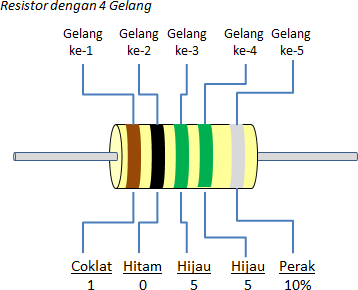 Resistor dengan 4 Gelang
Gelang ke-1
Gelang ke-2
Gelang ke-3
Gelang ke-4
Gelang ke-5
Coklat
1
Hitam
0
Hijau
5
Hijau
5
Perak
10%